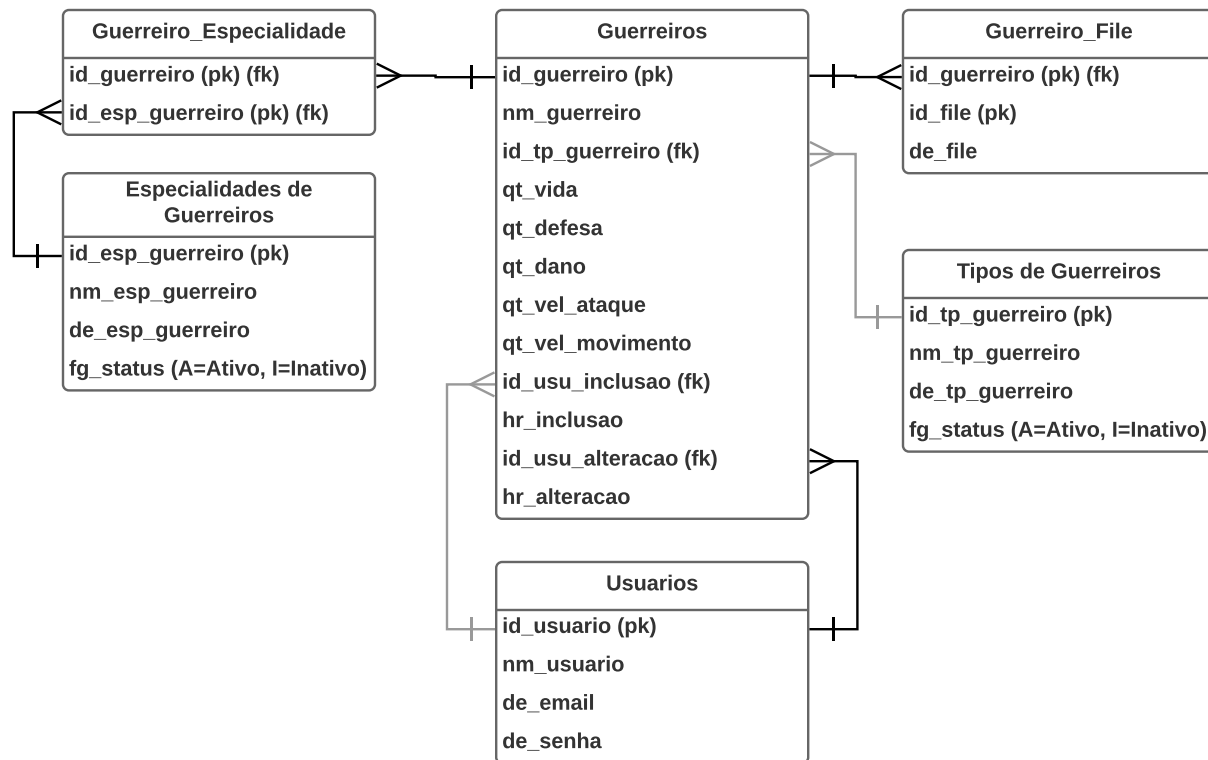 Guerreiro_Especialidade
id_guerreiro (pk) (fk)
id_esp_guerreiro (pk) (fk)
Especialidades de
Guerreiros
id_esp_guerreiro (pk)
nm_esp_guerreiro
de_esp_guerreiro
fg_status (A=Ativo, I=Inativo)
Guerreiros
id_guerreiro (pk)
nm_guerreiro
id_tp_guerreiro (fk)
qt_vida
qt_defesa
qt_dano
qt_vel_ataque
qt_vel_movimento
id_usu_inclusao (fk)
hr_inclusao
id_usu_alteracao (fk)
hr_alteracao
Usuarios
id_usuario (pk)
nm_usuario
de_email
de_senha
Guerreiro_File
id_guerreiro (pk) (fk)
id_file (pk)
de_file
Tipos de Guerreiros
id_tp_guerreiro (pk)
nm_tp_guerreiro
de_tp_guerreiro
fg_status (A=Ativo, I=Inativo)